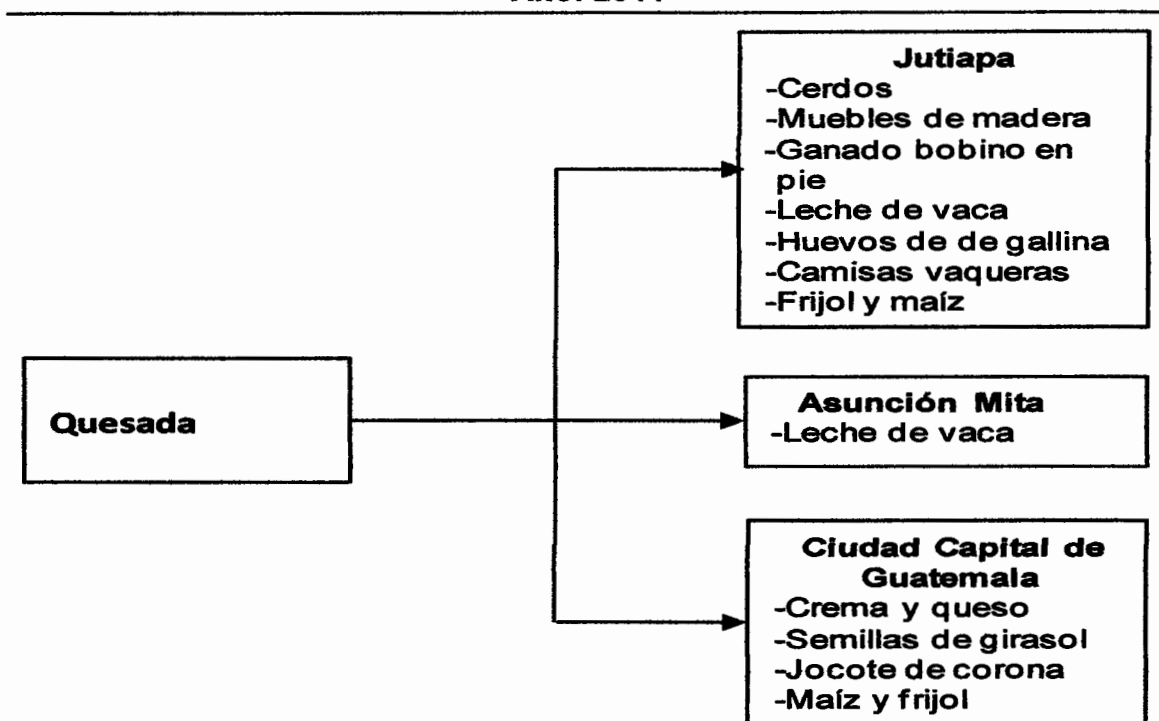 Jutiapa
-Cerdos
-Muebles de madera
-Ganado bobino en
pie
-Leche de vaca
-Huevos de de gallina
-Camisas vaqueras
-Frijol y maíz
Quesada
Asunción Mita
-Leche de vaca
Ciudad Capital de
Guatemala
-Crema y queso
-Semillas de girasol
-Jocote de corona
-Maíz y frijol